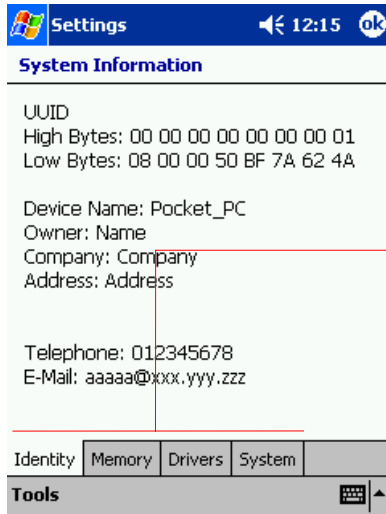 Settings 12:15 ok
System Information
UUID
High Bytes: 00 00 00 00 00 00 00 01
Low Bytes: 08 00 00 50 BF 7A 62 4A
Device Name: Pocket_PC
Owner: Name
Company: Company
Address: Address
Telephone: 012345678
E-Mail: aaaaa@xxx.yyy.zzz
Identity Memory Drivers System
Tools